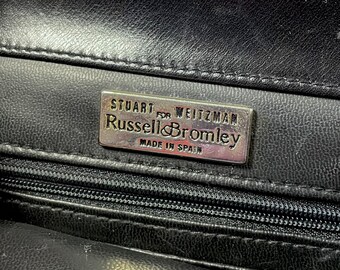 STUART WEITZMAN
FOR
Russell&Bromley
MADE IN SPAIN